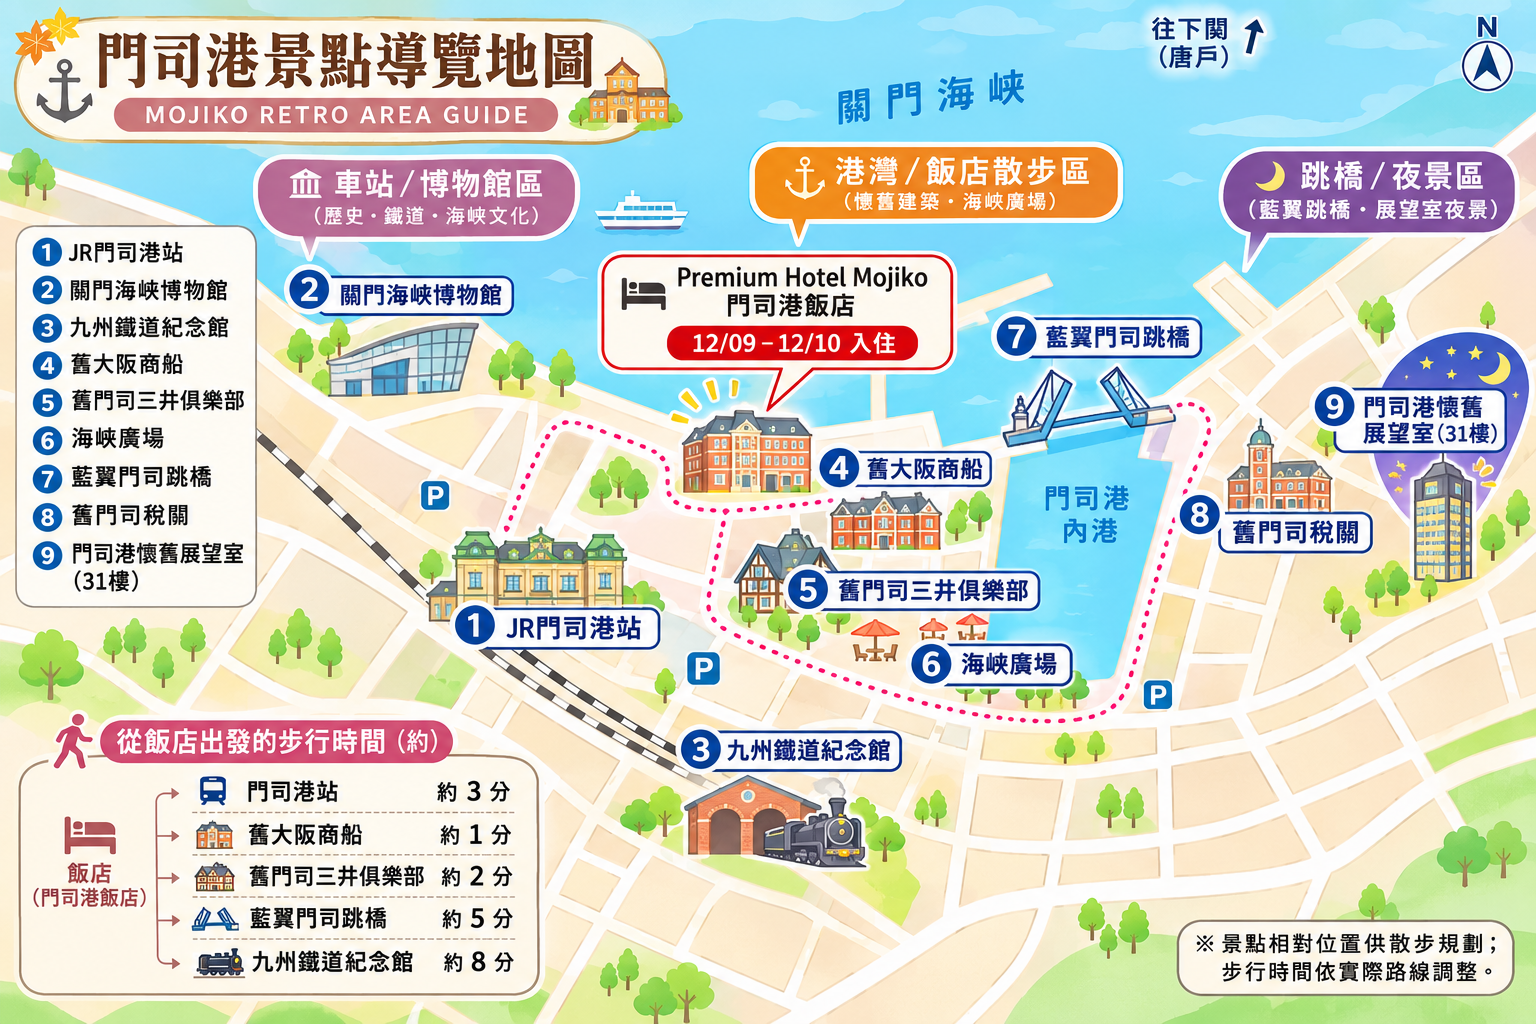 門司港景點導覽地圖
MOJIKO RETRO AREA GUIDE
往下関
(唐戶)
N
關門海峽
車站/博物館區
(歷史・鐵道・海峽文化)
港灣/飯店散步區
(懷舊建築・海峽廣場)
跳橋/夜景區
(藍翼跳橋・展望室夜景)
1 JR門司港站
2 關門海峽博物館
3 九州鐵道紀念館
4 舊大阪商船
5 舊門司三井俱樂部
6 海峽廣場
7 藍翼門司跳橋
8 舊門司稅關
9 門司港懷舊展望室
(31樓)
2 關門海峽博物館
Premium Hotel Mojiko
門司港飯店
12/09－12/10 入住
7 藍翼門司跳橋
9 門司港懷舊
展望室(31樓)
4 舊大阪商船
P
門司港
內港
8 舊門司稅關
5 舊門司三井俱樂部
1 JR門司港站
6 海峽廣場
P
P
3 九州鐵道紀念館
從飯店出發的步行時間(約)
飯店
(門司港飯店)
門司港站 約 3 分
舊大阪商船 約 1 分
舊門司三井俱樂部 約 2 分
藍翼門司跳橋 約 5 分
九州鐵道紀念館 約 8 分
※ 景點相對位置供散步規劃；
步行時間依實際路線調整。